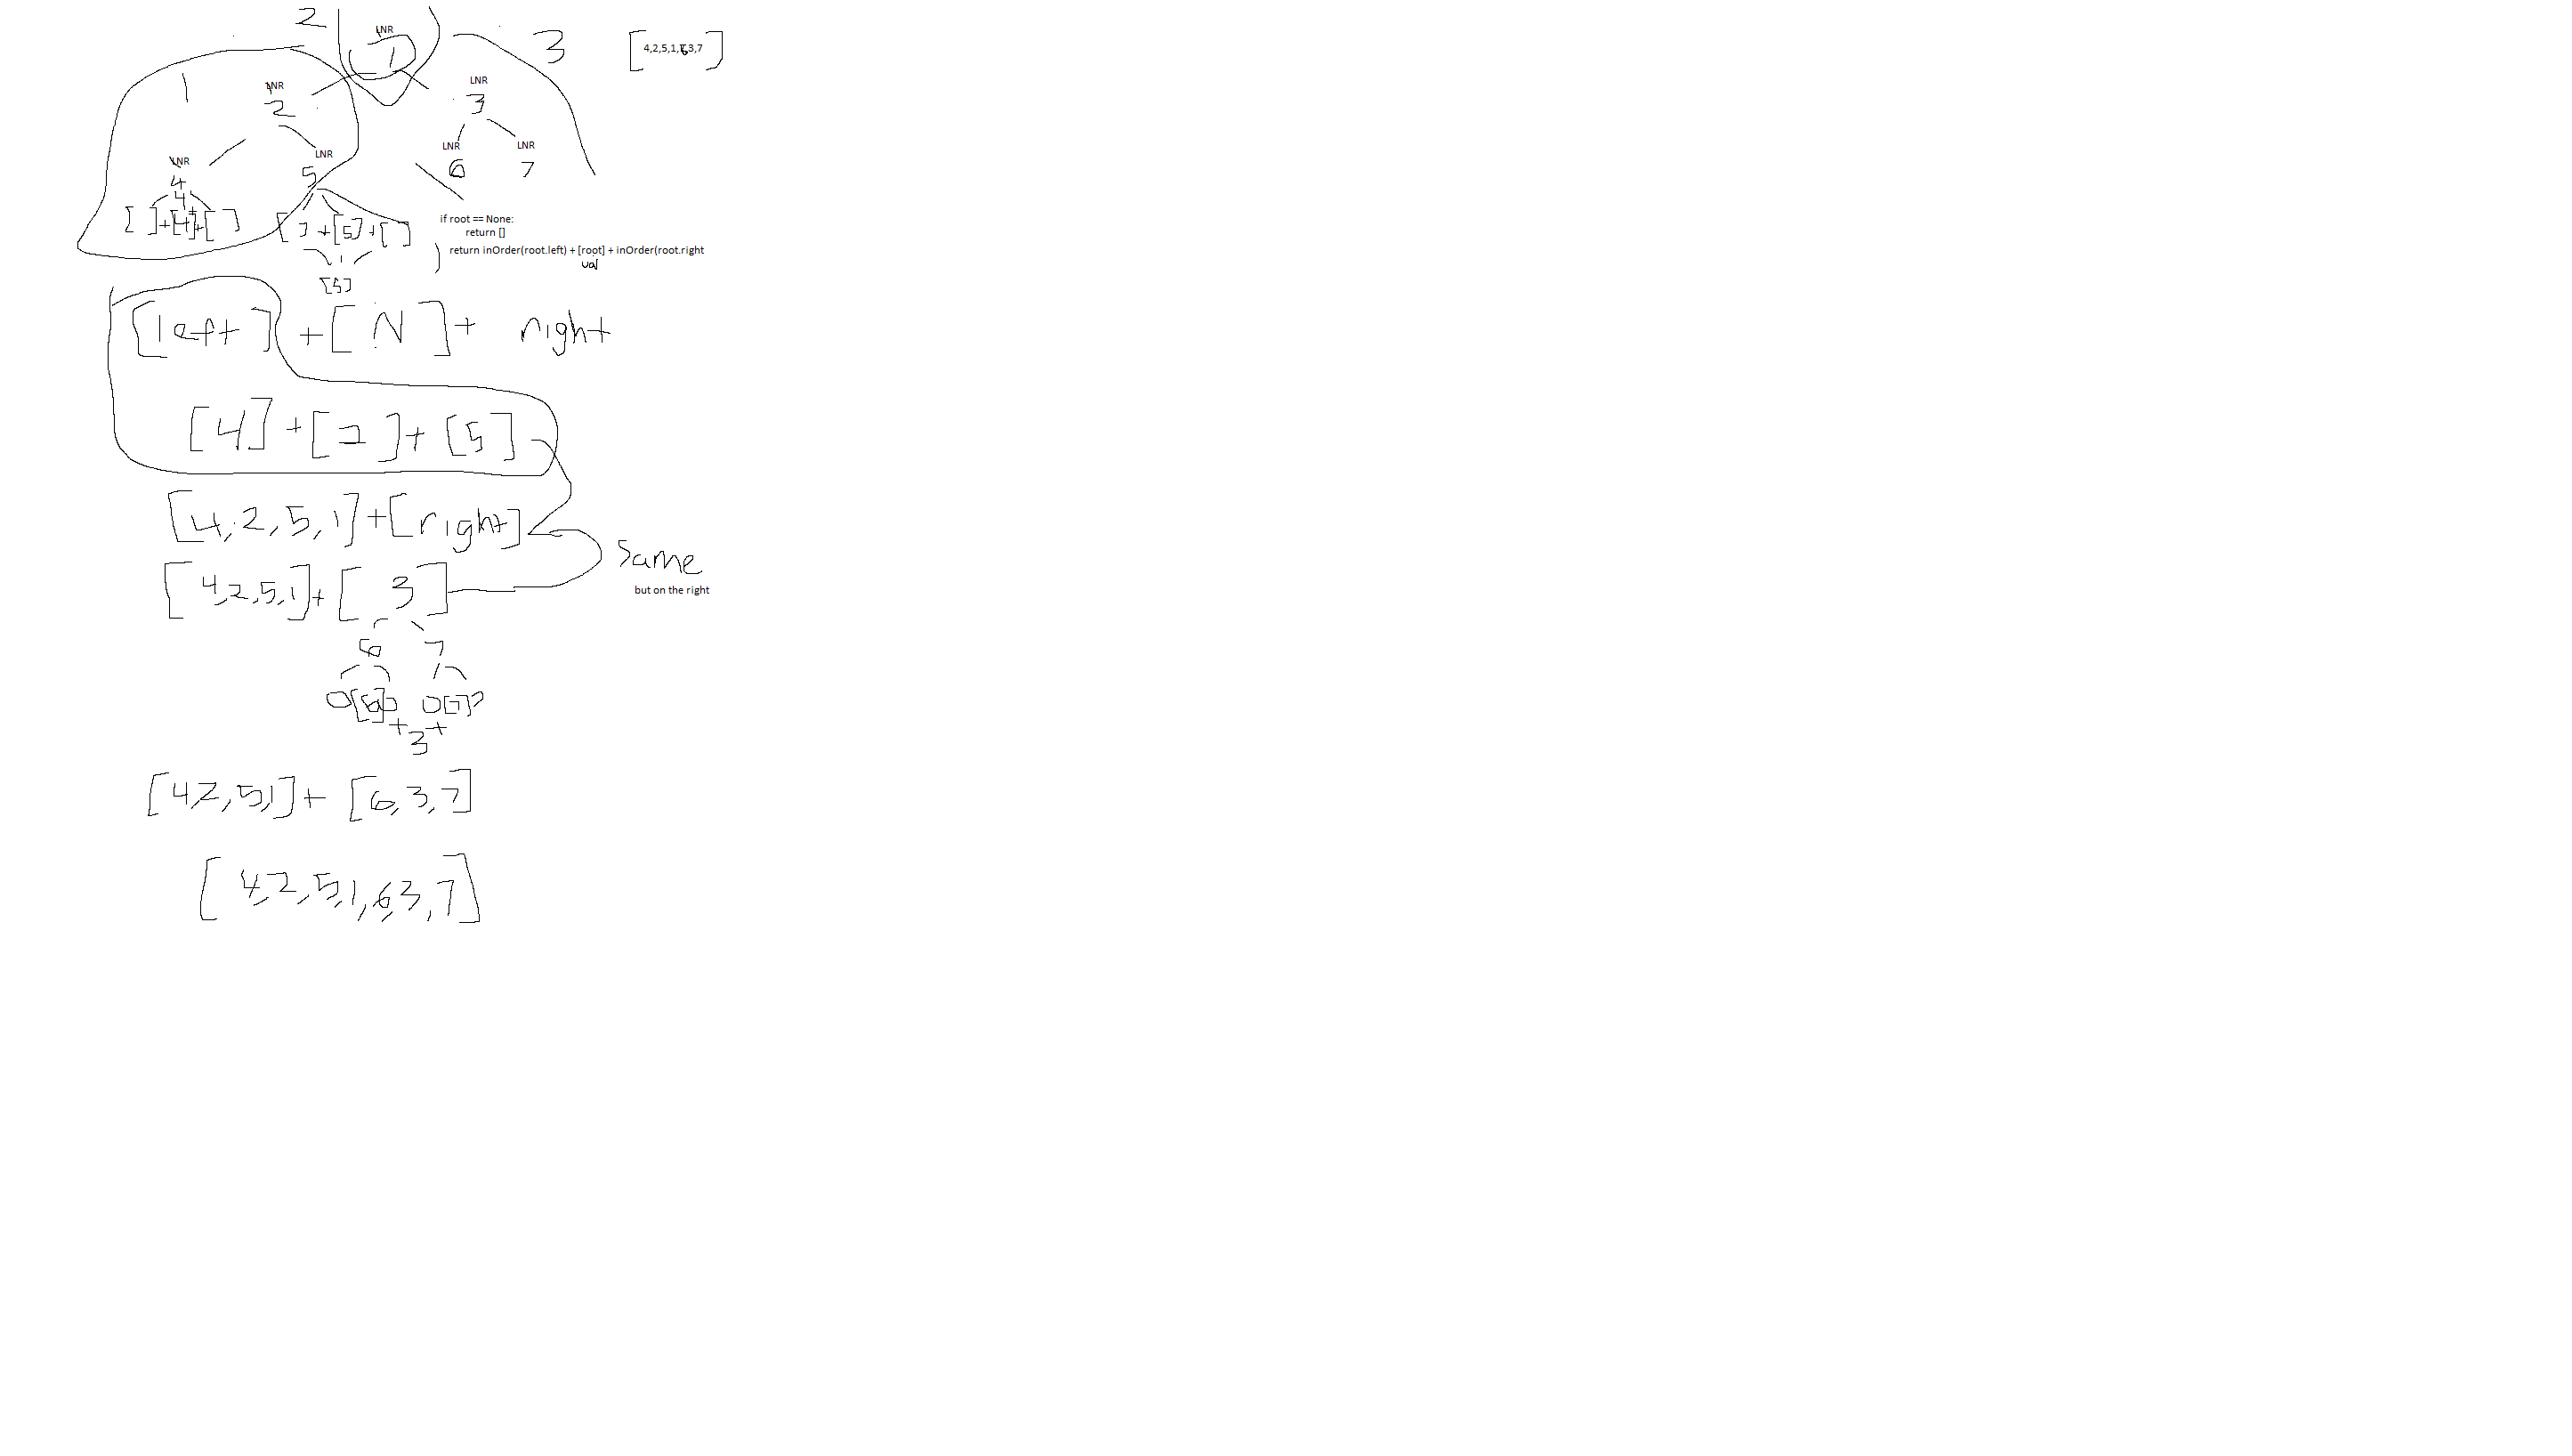 2
LNR
1
3
[4,2,5,1,6,3,7]
1
LNR
2
LNR
3
LNR
4
LNR
5
LNR
6
LNR
7
4
[ ]+[4]+[ ]
[ ]+[5]+[ ]
[5]
if root == None:
return []
return inOrder(root.left) + [root] + inOrder(root.right
val
)
[left] + [N] + right
[4] + [2] + [5]
[4,2,5,1] + [right]
Same
but on the right
[4,2,5,1] + [3]
6 7
[6] [7]
+ 3 +
[4,2,5,1] + [6,3,7]
[4,2,5,1,6,3,7]